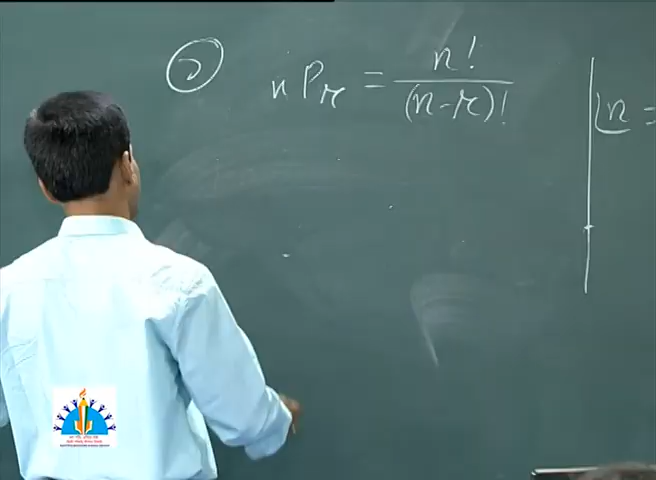 2 nPr = n! / (n-r)!
⌊n =